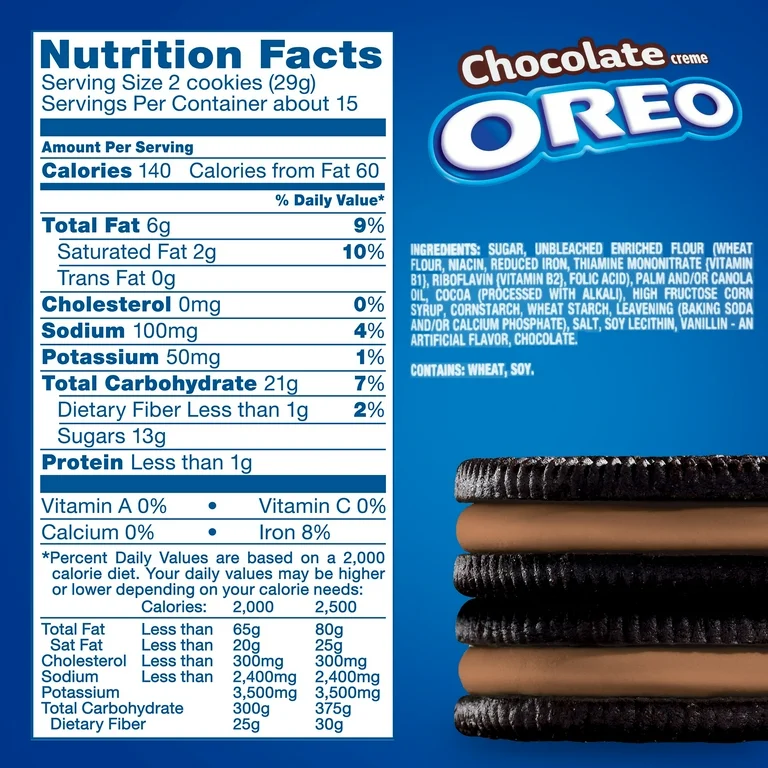 Nutrition Facts
Serving Size 2 cookies (29g)
Servings Per Container about 15
Amount Per Serving
Calories 140 Calories from Fat 60
% Daily Value*
Total Fat 6g 9%
Saturated Fat 2g 10%
Trans Fat 0g
Cholesterol 0mg 0%
Sodium 100mg 4%
Potassium 50mg 1%
Total Carbohydrate 21g 7%
Dietary Fiber Less than 1g 2%
Sugars 13g
Protein Less than 1g
Vitamin A 0% • Vitamin C 0%
Calcium 0% • Iron 8%
*Percent Daily Values are based on a 2,000
calorie diet. Your daily values may be higher
or lower depending on your calorie needs:
Calories: 2,000 2,500
Total Fat Less than 65g 80g
Sat Fat Less than 20g 25g
Cholesterol Less than 300mg 300mg
Sodium Less than 2,400mg 2,400mg
Potassium 3,500mg 3,500mg
Total Carbohydrate 300g 375g
Dietary Fiber 25g 30g
Chocolate creme
OREO
INGREDIENTS: SUGAR, UNBLEACHED ENRICHED FLOUR {WHEAT
FLOUR, NIACIN, REDUCED IRON, THIAMINE MONONITRATE {VITAMIN
B1}, RIBOFLAVIN {VITAMIN B2}, FOLIC ACID}, PALM AND/OR CANOLA
OIL, COCOA (PROCESSED WITH ALKALI), HIGH FRUCTOSE CORN
SYRUP, CORNSTARCH, WHEAT STARCH, LEAVENING (BAKING SODA
AND/OR CALCIUM PHOSPHATE), SALT, SOY LECITHIN, VANILLIN - AN
ARTIFICIAL FLAVOR, CHOCOLATE.
CONTAINS: WHEAT, SOY.